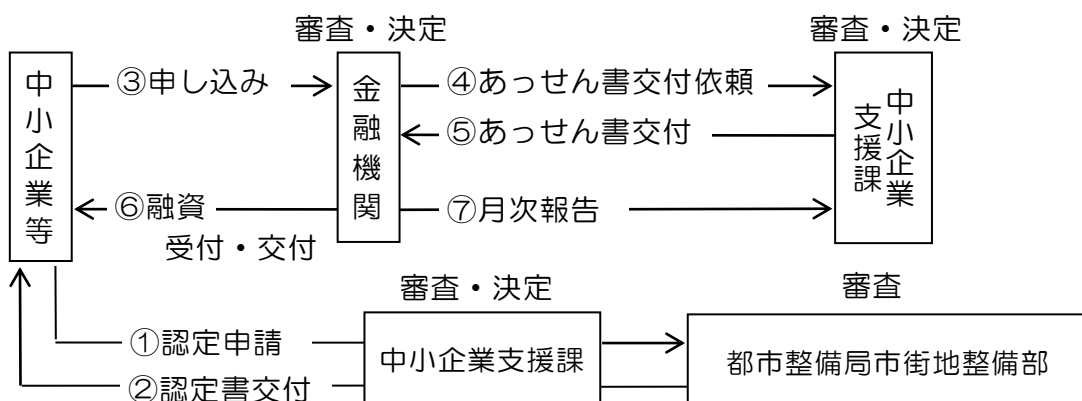 審査・決定
審査・決定
中小企業等
③申し込み
金融機関
④あっせん書交付依頼
中小企業
支援課
⑤あっせん書交付
⑥融資
⑦月次報告
受付・交付
審査・決定
審査
①認定申請
中小企業支援課
都市整備局市街地整備部
②認定書交付